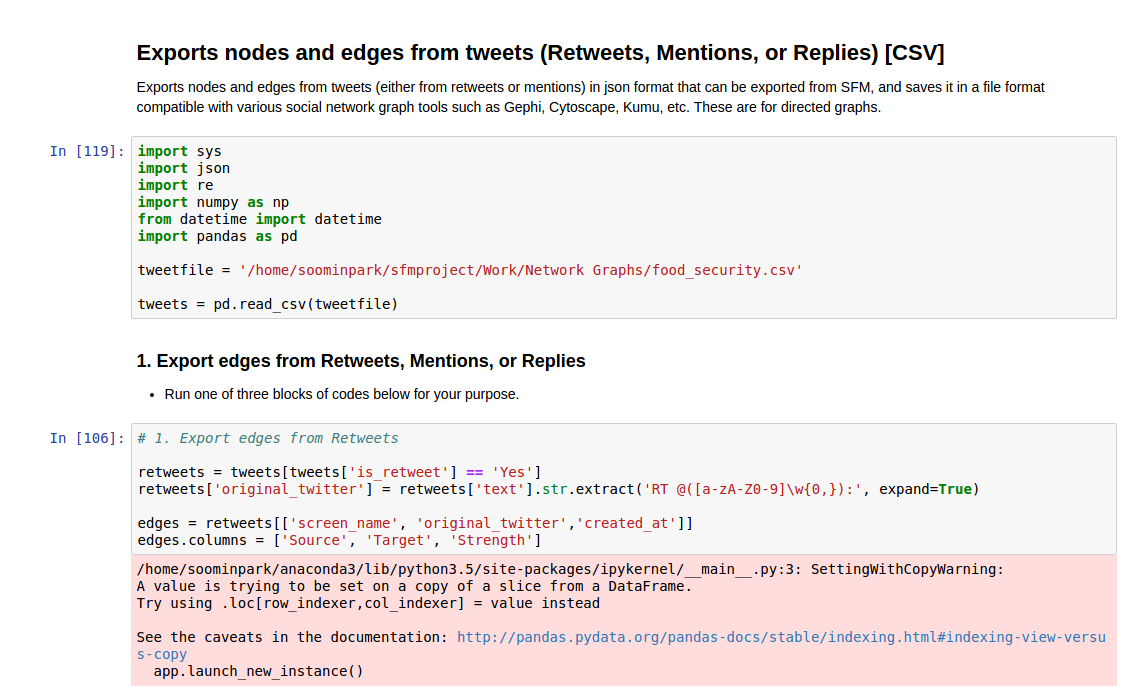 Exports nodes and edges from tweets (Retweets, Mentions, or Replies) [CSV]
Exports nodes and edges from tweets (either from retweets or mentions) in json format that can be exported from SFM, and saves it in a file format
compatible with various social network graph tools such as Gephi, Cytoscape, Kumu, etc. These are for directed graphs.
In [119]:
import sys
import json
import re
import numpy as np
from datetime import datetime
import pandas as pd
tweetfile = '/home/soominpark/sfmproject/Work/Network Graphs/food_security.csv'
tweets = pd.read_csv(tweetfile)
1. Export edges from Retweets, Mentions, or Replies
• Run one of three blocks of codes below for your purpose.
In [106]:
# 1. Export edges from Retweets
retweets = tweets[tweets['is_retweet'] == 'Yes']
retweets['original_twitter'] = retweets['text'].str.extract('RT @([a-zA-Z0-9]\w{0,}):', expand=True)
edges = retweets[['screen_name', 'original_twitter','created_at']]
edges.columns = ['Source', 'Target', 'Strength']
/home/soominpark/anaconda3/lib/python3.5/site-packages/ipykernel/__main__.py:3: SettingWithCopyWarning:
A value is trying to be set on a copy of a slice from a DataFrame.
Try using .loc[row_indexer,col_indexer] = value instead
See the caveats in the documentation: http://pandas.pydata.org/pandas-docs/stable/indexing.html#indexing-view-versu
s-copy
app.launch_new_instance()